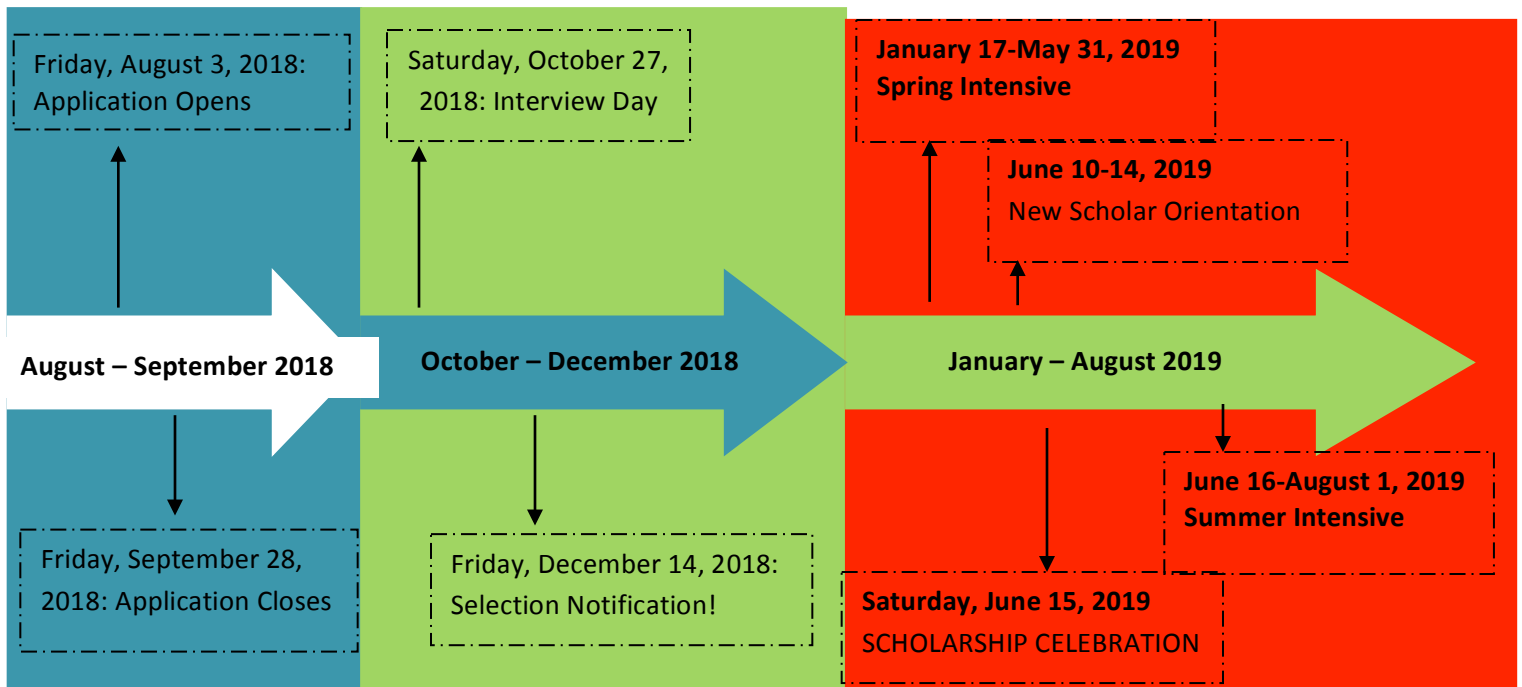 Friday, August 3, 2018:
Application Opens
Saturday, October 27,
2018: Interview Day
January 17-May 31, 2019
Spring Intensive
June 10-14, 2019
New Scholar Orientation
August – September 2018
October – December 2018
January – August 2019
Friday, September 28,
2018: Application Closes
Friday, December 14, 2018:
Selection Notification!
June 16-August 1, 2019
Summer Intensive
Saturday, June 15, 2019
SCHOLARSHIP CELEBRATION